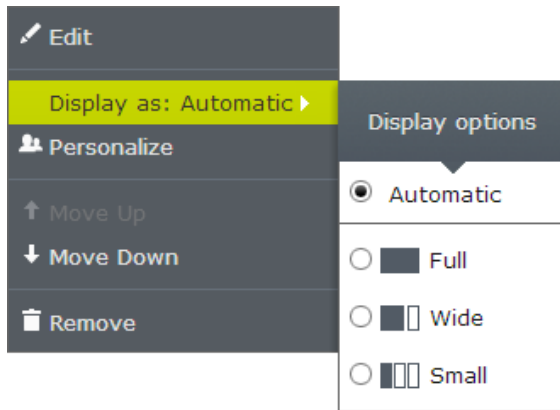 Edit
Display as: Automatic
Personalize
Move Up
Move Down
Remove
Display options
Automatic
Full
Wide
Small